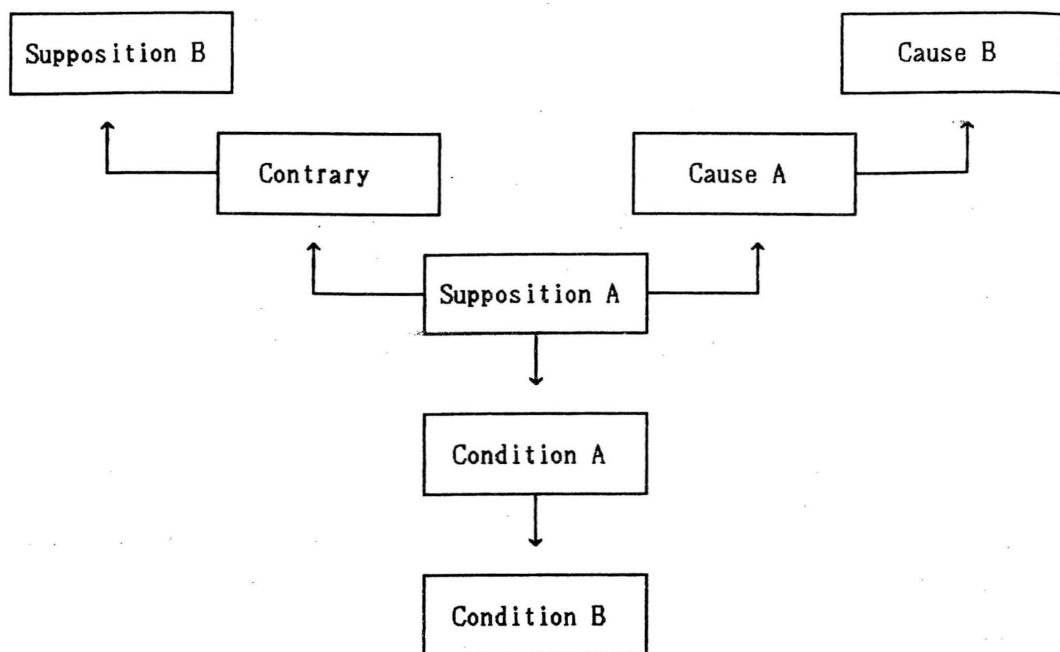 Supposition B
Cause B
Contrary
Cause A
Supposition A
Condition A
Condition B